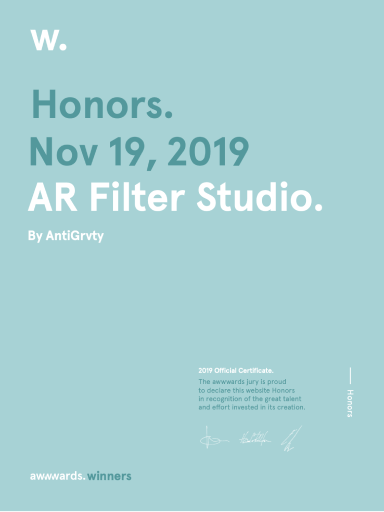 w.
Honors.
Nov 19, 2019
AR Filter Studio.
By AntiGrvty
2019 Official Certificate.
The awwwards jury is proud
to declare this website Honors
in recognition of the great talent
and effort invested in its creation.
Honors
awwwards.winners